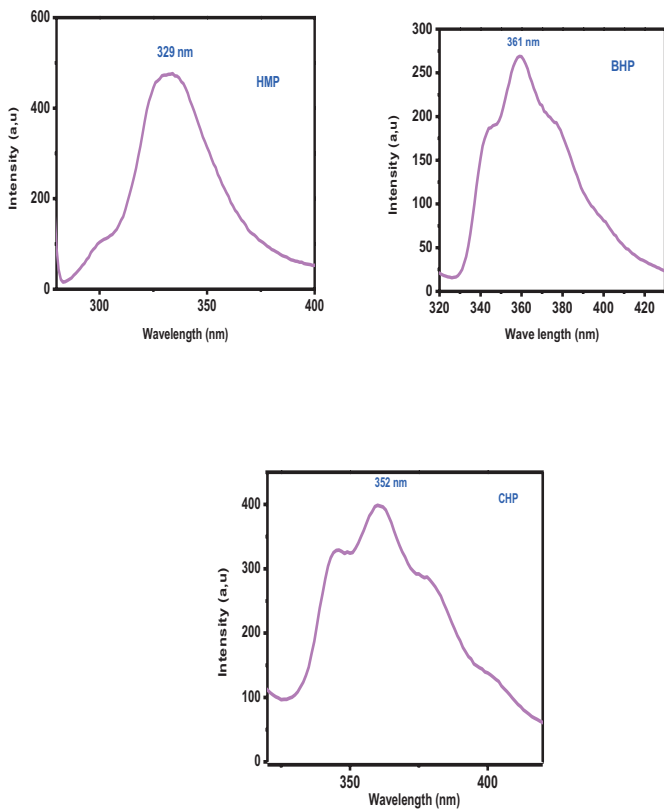 600
400
200
0
300
350
400
329 nm
HMP
Intensity (a,u)
Wavelength (nm)
300
250
200
150
100
50
0
320
340
360
380
400
420
361 nm
BHP
Intensity (a,u)
Wave length (nm)
400
300
200
100
0
350
400
352 nm
CHP
Intensity (a,u)
Wavelength (nm)